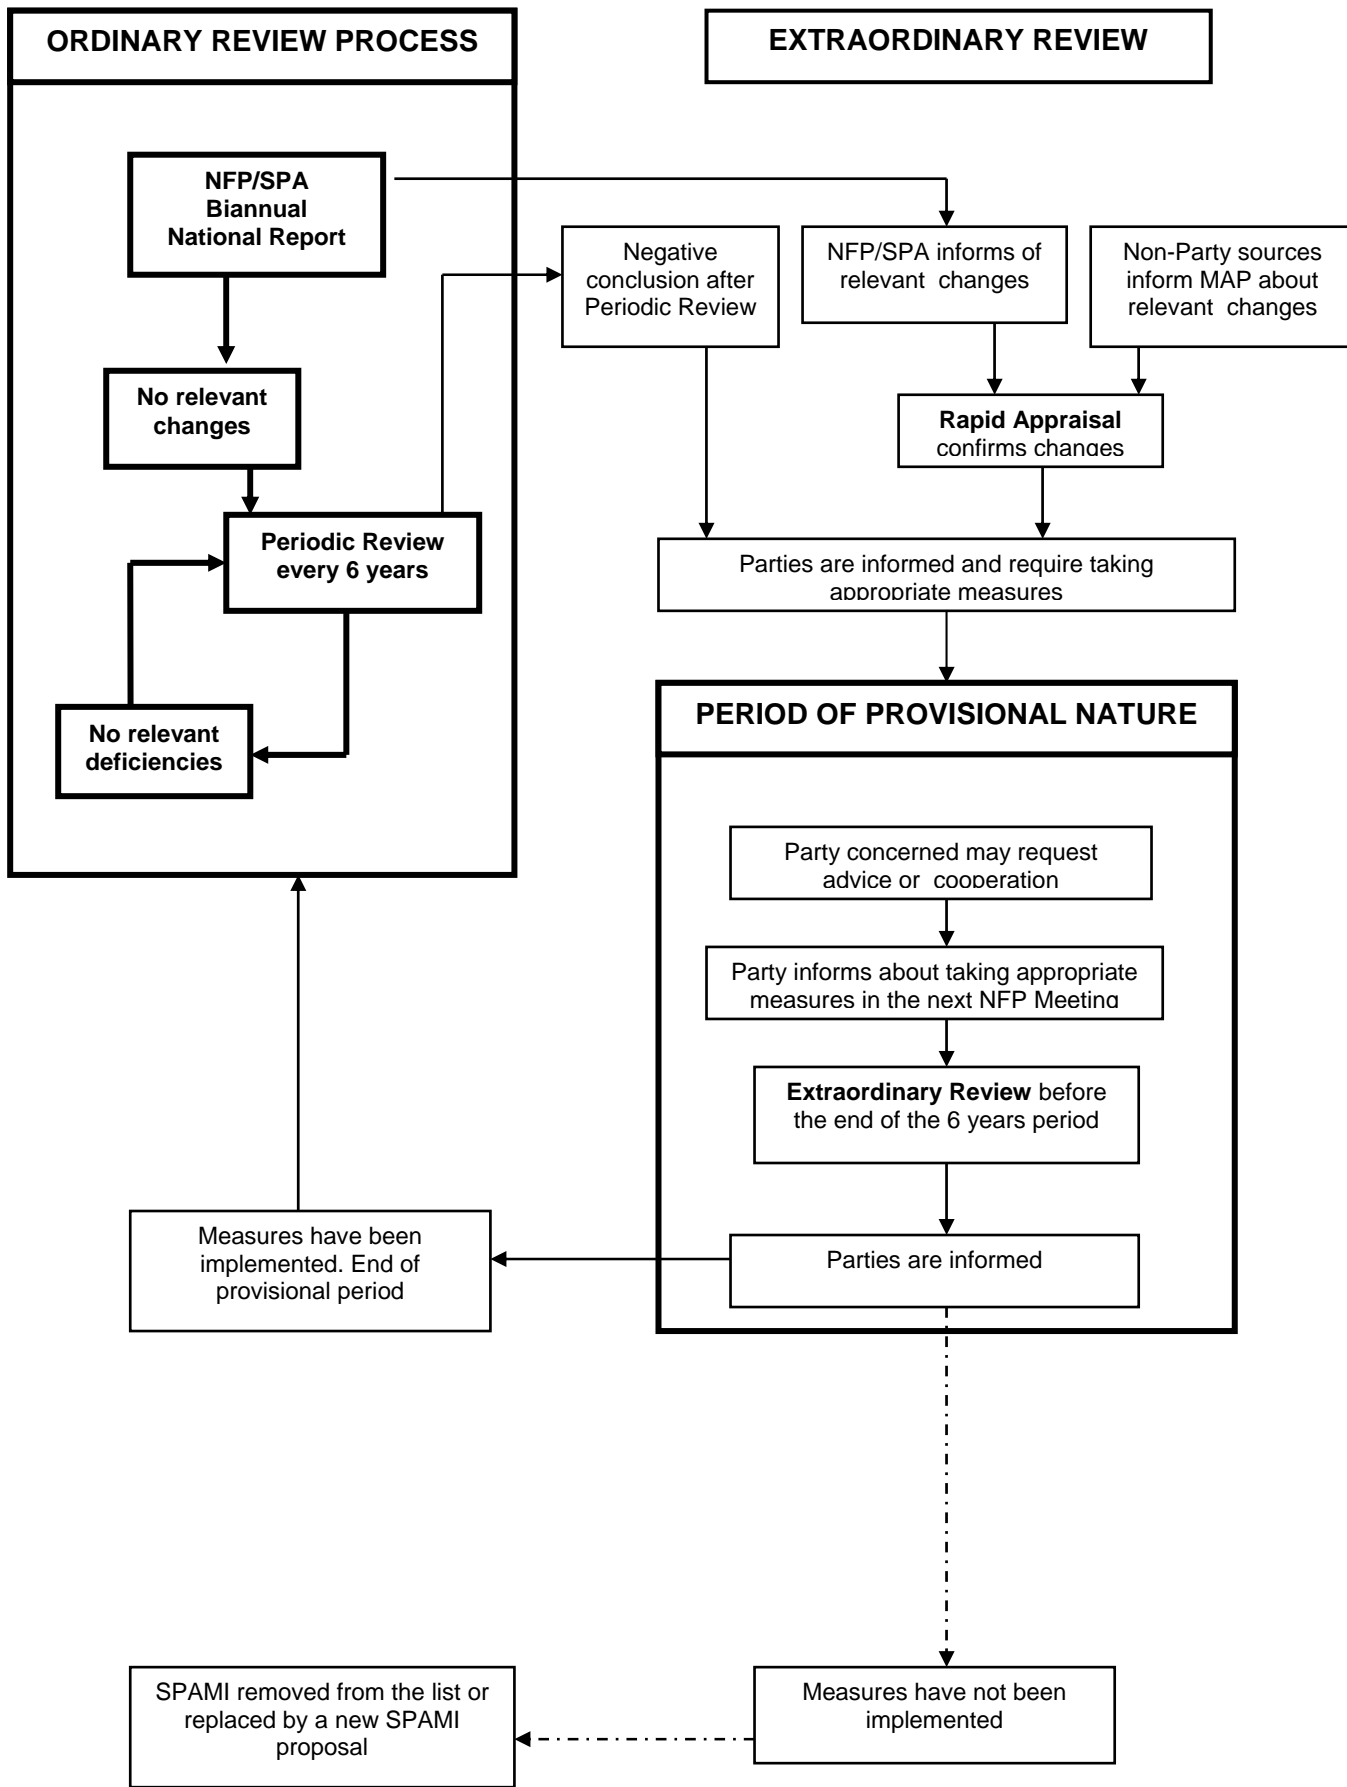 ORDINARY REVIEW PROCESS
EXTRAORDINARY REVIEW
NFP/SPA
Biannual
National Report
Negative
conclusion after
Periodic Review
NFP/SPA informs of
relevant changes
Non-Party sources
inform MAP about
relevant changes
No relevant
changes
Rapid Appraisal
confirms changes
Periodic Review
every 6 years
Parties are informed and require taking
appropriate measures
No relevant
deficiencies
PERIOD OF PROVISIONAL NATURE
Party concerned may request
advice or cooperation
Party informs about taking appropriate
measures in the next NFP Meeting
Extraordinary Review before
the end of the 6 years period
Measures have been
implemented. End of
provisional period
Parties are informed
SPAMI removed from the list or
replaced by a new SPAMI
proposal
Measures have not been
implemented